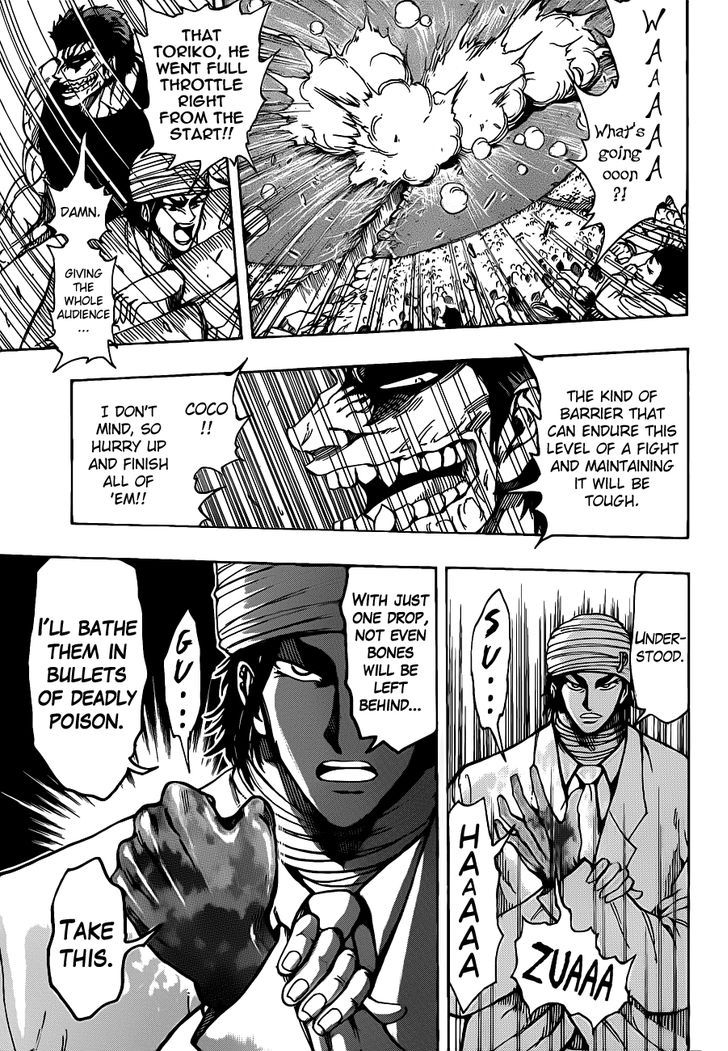 WAAAAA
What's
going
ooon
?!
THAT
TORIKO, HE
WENT FULL
THROTTLE
RIGHT
FROM THE
START!!
DAMN.
GIVING
THE
WHOLE
AUDIENCE
...
THE KIND OF
BARRIER THAT
CAN ENDURE THIS
LEVEL OF A FIGHT
AND MAINTAINING
IT WILL BE
TOUGH.
COCO
!!
I DON'T
MIND, SO
HURRY UP
AND FINISH
ALL OF
'EM!!
UNDER-
STOOD.
SU...
HAAAAA
ZUAAA
WITH JUST
ONE DROP,
NOT EVEN
BONES
WILL BE
LEFT
BEHIND...
GU...
I'LL BATHE
THEM IN
BULLETS
OF DEADLY
POISON.
TAKE
THIS.